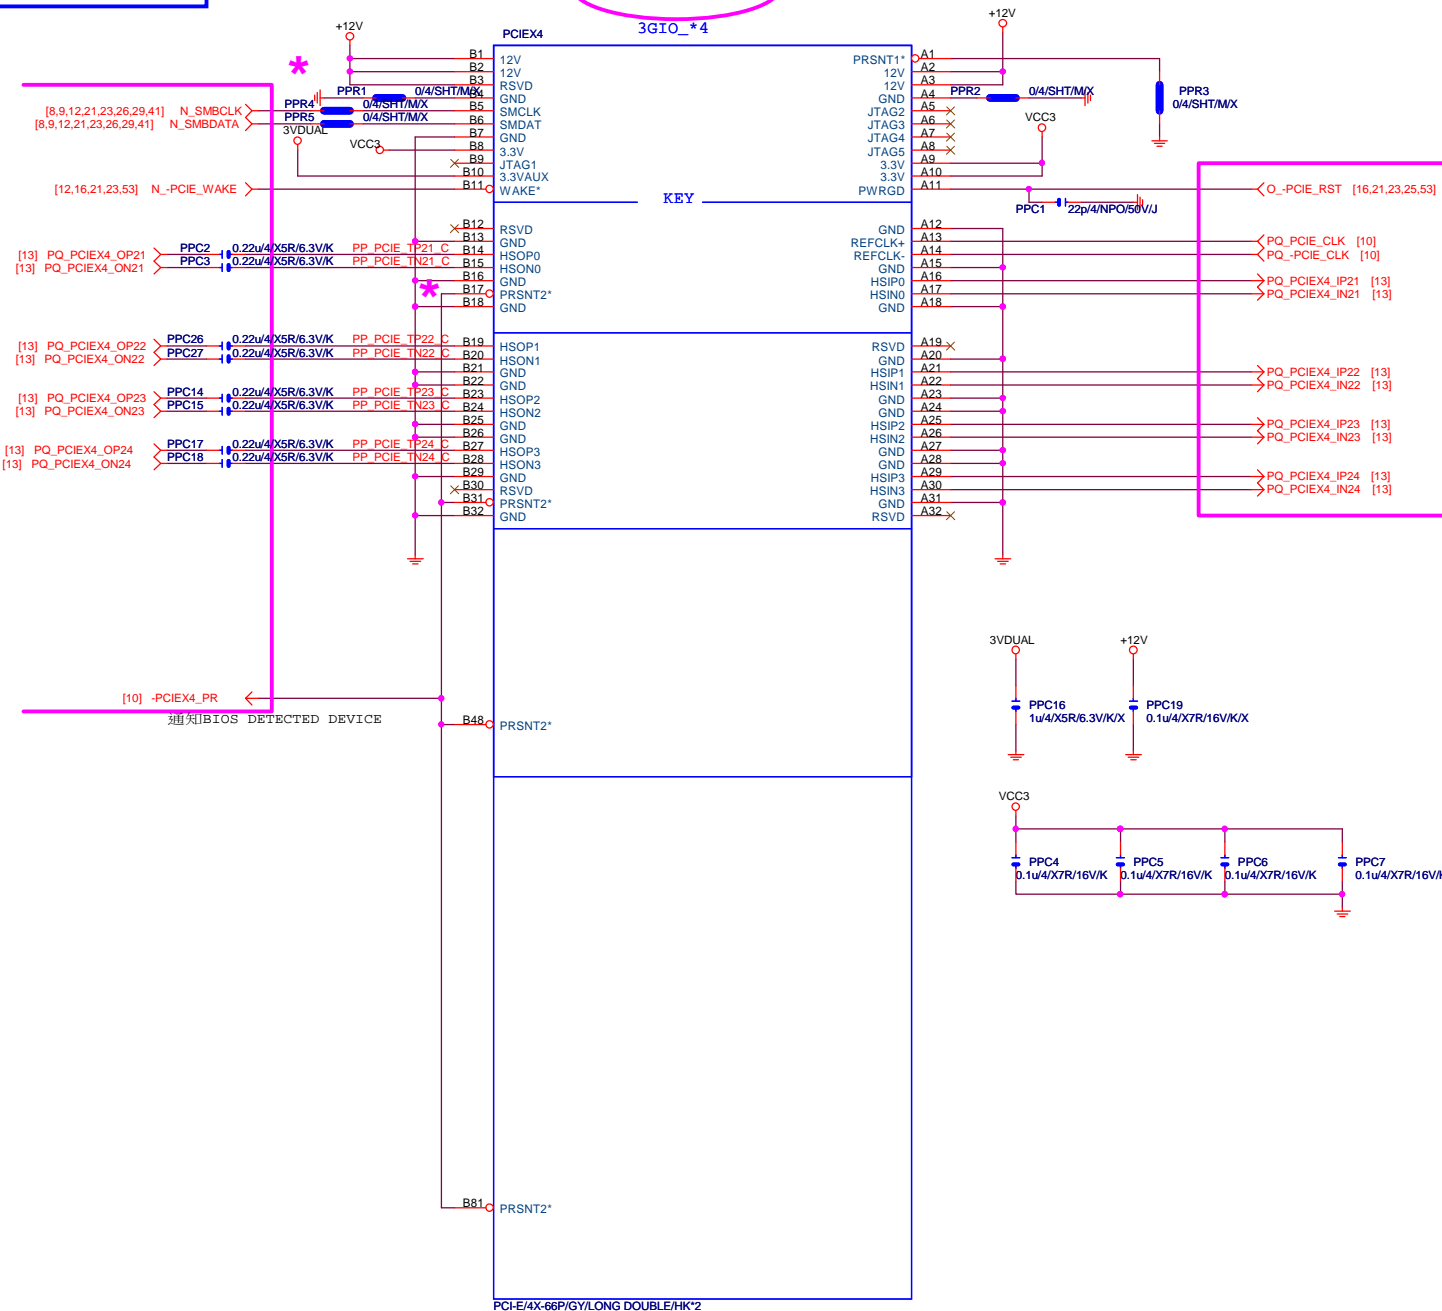 3GIO_*4
PCIEX4
+12V
+12V
B1 12V PRSNT1* A1
B2 12V 12V A2
B3 RSVD 12V A3
PPR1 0/4/SHT/M/X B4 GND GND A4 PPR2 0/4/SHT/M/X PPR3 0/4/SHT/M/X
[8,9,12,21,23,26,29,41] N_SMBCLK PPR4 0/4/SHT/M/X B5 SMCLK JTAG2 A5
[8,9,12,21,23,26,29,41] N_SMBDATA PPR5 0/4/SHT/M/X B6 SMDAT JTAG3 A6 VCC3
3VDUAL B7 GND JTAG4 A7
VCC3 B8 3.3V JTAG5 A8
B9 JTAG1 3.3V A9
B10 3.3VAUX 3.3V A10
[12,16,21,23,53] N_-PCIE_WAKE B11 WAKE* PWRGD A11 O_-PCIE_RST [16,21,23,25,53]
KEY
PPC1 22p/4/NPO/50V/J
B12 RSVD GND A12
B13 GND REFCLK+ A13 PQ_PCIE_CLK [10]
[13] PQ_PCIEX4_OP21 PPC2 0.22u/4/X5R/6.3V/K PP_PCIE_TP21_C B14 HSOP0 REFCLK- A14 PQ_-PCIE_CLK [10]
[13] PQ_PCIEX4_ON21 PPC3 0.22u/4/X5R/6.3V/K PP_PCIE_TN21_C B15 HSON0 GND A15
B16 GND HSIP0 A16 PQ_PCIEX4_IP21 [13]
B17 PRSNT2* HSIN0 A17 PQ_PCIEX4_IN21 [13]
B18 GND GND A18
[13] PQ_PCIEX4_OP22 PPC26 0.22u/4/X5R/6.3V/K PP_PCIE_TP22_C B19 HSOP1 RSVD A19
[13] PQ_PCIEX4_ON22 PPC27 0.22u/4/X5R/6.3V/K PP_PCIE_TN22_C B20 HSON1 GND A20
B21 GND HSIP1 A21 PQ_PCIEX4_IP22 [13]
B22 GND HSIN1 A22 PQ_PCIEX4_IN22 [13]
[13] PQ_PCIEX4_OP23 PPC14 0.22u/4/X5R/6.3V/K PP_PCIE_TP23_C B23 HSOP2 GND A23
[13] PQ_PCIEX4_ON23 PPC15 0.22u/4/X5R/6.3V/K PP_PCIE_TN23_C B24 HSON2 GND A24
B25 GND HSIP2 A25 PQ_PCIEX4_IP23 [13]
B26 GND HSIN2 A26 PQ_PCIEX4_IN23 [13]
[13] PQ_PCIEX4_OP24 PPC17 0.22u/4/X5R/6.3V/K PP_PCIE_TP24_C B27 HSOP3 GND A27
[13] PQ_PCIEX4_ON24 PPC18 0.22u/4/X5R/6.3V/K PP_PCIE_TN24_C B28 HSON3 GND A28
B29 GND HSIP3 A29 PQ_PCIEX4_IP24 [13]
B30 RSVD HSIN3 A30 PQ_PCIEX4_IN24 [13]
B31 PRSNT2* GND A31
B32 GND RSVD A32
3VDUAL +12V
[10] -PCIEX4_PR
PPC16 PPC19
1u/4/X5R/6.3V/K/X 0.1u/4/X7R/16V/K/X
通知BIOS DETECTED DEVICE
B48 PRSNT2*
VCC3
PPC4 PPC5 PPC6 PPC7
0.1u/4/X7R/16V/K 0.1u/4/X7R/16V/K 0.1u/4/X7R/16V/K 0.1u/4/X7R/16V/
B81 PRSNT2*
PCI-E/4X-66P/GY/LONG DOUBLE/HK*2